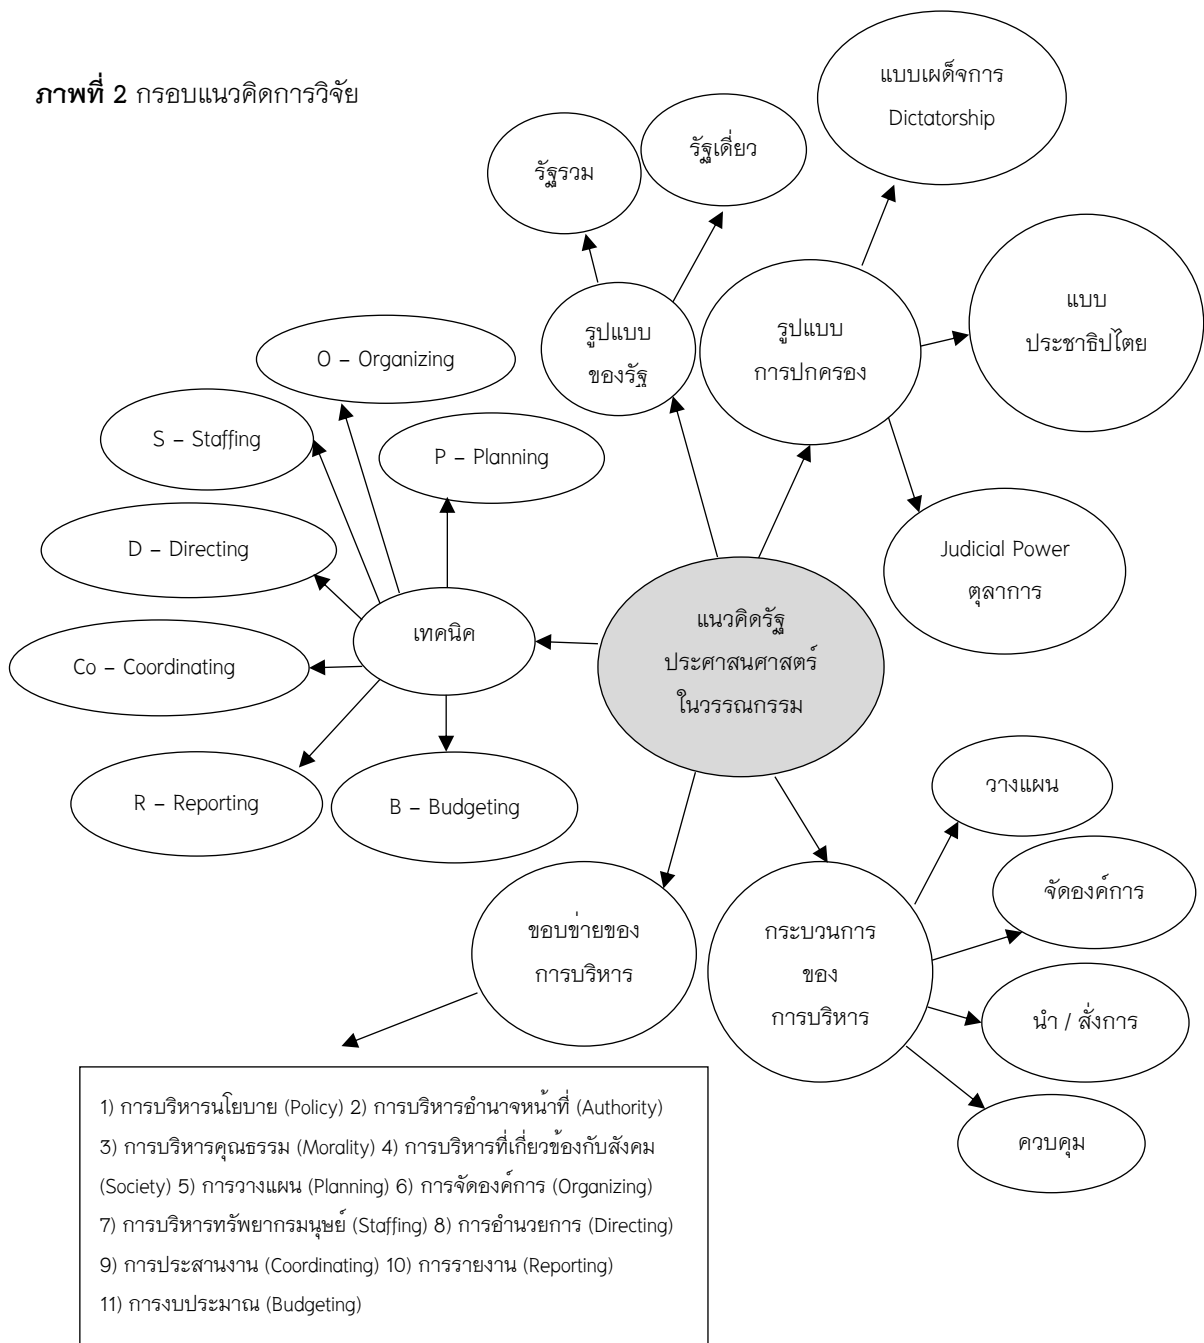 ภาพที่ 2 กรอบแนวคิดการวิจัย
แบบเผด็จการ
Dictatorship
รัฐเดี่ยว
รัฐรวม
แบบ
ประชาธิปไตย
รูปแบบ
ของรัฐ
รูปแบบ
การปกครอง
O – Organizing
S – Staffing
P – Planning
D – Directing
Judicial Power
ตุลาการ
เทคนิค
แนวคิดรัฐ
ประศาสนศาสตร์
ในวรรณกรรม
Co – Coordinating
R – Reporting
B – Budgeting
วางแผน
จัดองค์การ
ขอบข่ายของ
การบริหาร
กระบวนการ
ของ
การบริหาร
นำ / สั่งการ
ควบคุม
1) การบริหารนโยบาย (Policy) 2) การบริหารอำนาจหน้าที่ (Authority)
3) การบริหารคุณธรรม (Morality) 4) การบริหารที่เกี่ยวข้องกับสังคม
(Society) 5) การวางแผน (Planning) 6) การจัดองค์การ (Organizing)
7) การบริหารทรัพยากรมนุษย์ (Staffing) 8) การอำนวยการ (Directing)
9) การประสานงาน (Coordinating) 10) การรายงาน (Reporting)
11) การงบประมาณ (Budgeting)